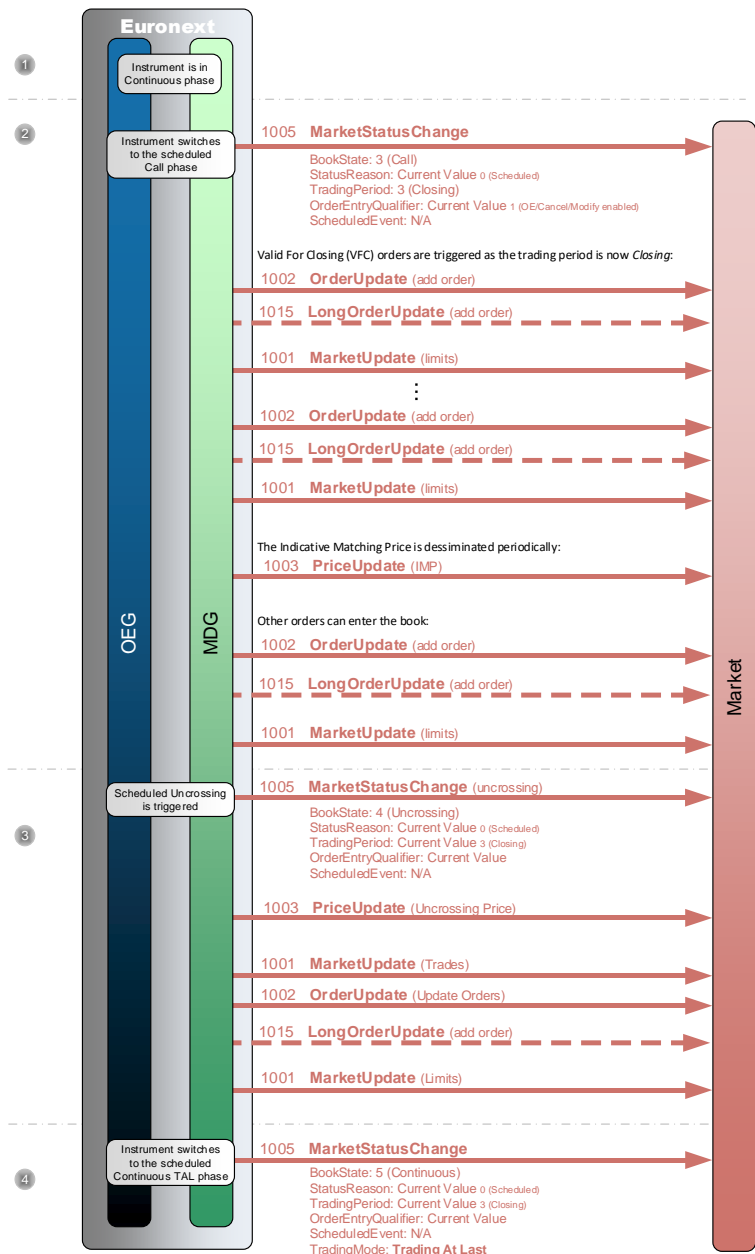 Euronext
1
Instrument is in
Continuous phase
2
Instrument switches
to the scheduled
Call phase
1005 MarketStatusChange
BookState: 3 (Call)
StatusReason: Current Value 0 (Scheduled)
TradingPeriod: 3 (Closing)
OrderEntryQualifier: Current Value 1 (OE/Cancel/Modify enabled)
ScheduledEvent: N/A
Valid For Closing (VFC) orders are triggered as the trading period is now Closing:
1002 OrderUpdate (add order)
1015 LongOrderUpdate (add order)
1001 MarketUpdate (limits)
⋮
1002 OrderUpdate (add order)
1015 LongOrderUpdate (add order)
1001 MarketUpdate (limits)
The Indicative Matching Price is dessiminated periodically:
1003 PriceUpdate (IMP)
Other orders can enter the book:
1002 OrderUpdate (add order)
1015 LongOrderUpdate (add order)
1001 MarketUpdate (limits)
OEG
MDG
Market
3
Scheduled Uncrossing
is triggered
1005 MarketStatusChange (uncrossing)
BookState: 4 (Uncrossing)
StatusReason: Current Value 0 (Scheduled)
TradingPeriod: Current Value 3 (Closing)
OrderEntryQualifier: Current Value
ScheduledEvent: N/A
1003 PriceUpdate (Uncrossing Price)
1001 MarketUpdate (Trades)
1002 OrderUpdate (Update Orders)
1015 LongOrderUpdate (add order)
1001 MarketUpdate (Limits)
4
Instrument switches
to the scheduled
Continuous TAL phase
1005 MarketStatusChange
BookState: 5 (Continuous)
StatusReason: Current Value 0 (Scheduled)
TradingPeriod: Current Value 3 (Closing)
OrderEntryQualifier: Current Value
ScheduledEvent: N/A
TradingMode: Trading At Last